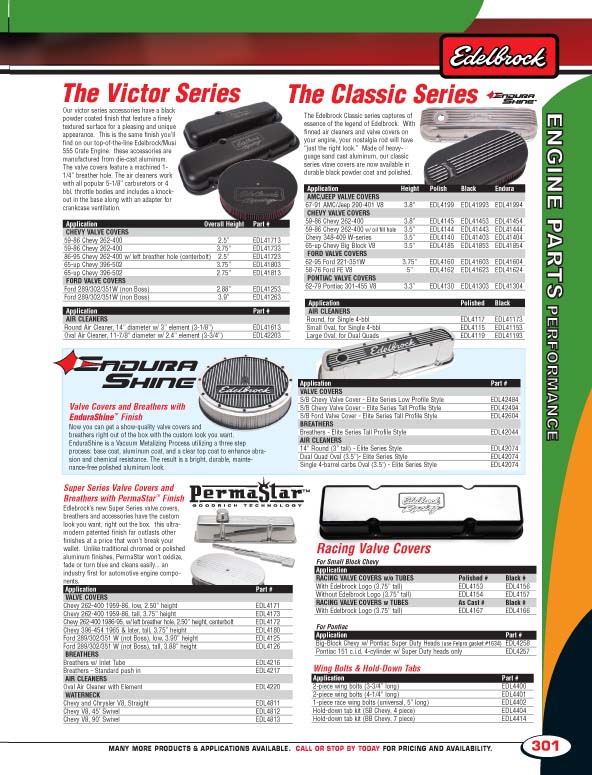 Edelbrock
The Victor Series
Our victor series accessories have a black
powder coated finish that feature a finely
textured surface for a pleasing and unique
appearance. This is the same finish you'll
find on our top-of-the-line Edelbrock/Musi
555 Crate Engine. these accessories are
manufactured from die-cast aluminum.
The valve covers feature a machined 1-
1/4" breather hole. The air cleaners work
with all popular 5-1/8" carburetors or 4
bbl. throttle bodies and includes a knock-
out in the base along with an adapter for
crankcase ventilation.
Application Overall Height Part #
CHEVY VALVE COVERS
59-86 Chevy 262-400 2.5" EDL41713
59-86 Chevy 262-400 3.75" EDL41733
86-95 Chevy 262-400 w/ left breather hole (centerbolt) 2.5" EDL41723
65-up Chevy 396-502 3.75" EDL41803
65-up Chevy 396-502 2.75" EDL41813
FORD VALVE COVERS
Ford 289/302/351W (non Boss) 2.88" EDL41253
Ford 289/302/351W (non Boss) 3.9" EDL41263
Application Part #
AIR CLEANERS
Round Air Cleaner, 14" diameter w/ 3" element (3-1/8") EDL41613
Oval Air Cleaner, 11-7/8" diameter w/ 2.4" element (3-3/4") EDL42203
The Classic Series
ENDURA SHINE™
The Edelbrock Classic series captures of
essence of the legend of Edelbrock. With
finned air cleaners and valve covers on
your engine, your nostalgia rod will have
"just the right look." Made of heavy-
guage sand cast aluminum, our classic
series vlave covers are now available in
durable black powder coat and polished.
Application Height Polish Black Endura
AMC/JEEP VALVE COVERS
67-91 AMC/Jeep 290-401 V8 3.8" EDL4199 EDL41993 EDL41994
CHEVY VALVE COVERS
59-86 Chevy 262-400 3.8" EDL4145 EDL41453 EDL41454
59-86 Chevy 262-400 w/ oil fill hole 3.5" EDL4144 EDL41443 EDL41444
Chevy 348-409 W-series 3.5" EDL4140 EDL41403 EDL41404
65-up Chevy Big Block V8 3.5" EDL4185 EDL41853 EDL41854
FORD VALVE COVERS
62-95 Ford 221-351W 3.75" EDL4160 EDL41603 EDL41604
58-76 Ford FE V8 5" EDL4162 EDL41623 EDL41624
PONTIAC VALVE COVERS
62-79 Pontiac 301-455 V8 3.3" EDL4130 EDL41303 EDL41304
Application Polished Black
AIR CLEANERS
Round, for Single 4-bbl EDL4117 EDL41173
Small Oval, for Single 4-bbl EDL4115 EDL41153
Large Oval, for Dual Quads EDL4119 EDL41193
ENDURA SHINE
Edelbrock
Edelbrock
Valve Covers and Breathers with
EnduraShine™ Finish
Now you can get a show-quality valve covers and
breathers right out of the box with the custom look you want.
EnduraShine is a Vacuum Metalizing Process utilizing a three step
process: base coat, aluminum coat, and a clear top coat to enhance abra-
sion and chemical resistance. The result is a bright, durable, mainte-
nance-free polished aluminum look.
Application Part #
VALVE COVERS
S/B Chevy Valve Cover - Elite Series Low Profile Style EDL42484
S/B Chevy Valve Cover - Elite Series Tall Profile Style EDL42494
S/B Ford Valve Cover - Elite Series Tall Profile Style EDL42604
BREATHERS
Breathers - Elite Series Tall Profile Style EDL42044
AIR CLEANERS
14" Round (3" tall) - Elite Series Style EDL42074
Dual Quad Oval (3.5")- Elite Series Style EDL42074
Single 4-barrel carbs Oval (3.5") - Elite Series Style EDL42074
Super Series Valve Covers and
Breathers with PermaStar™ Finish
PERMASTAR™
GOODRICH TECHNOLOGY
Edlebrock's new Super Series valve covers,
breathers and accessories have the custom
look you want, right out the box. this ultra-
modern patented finish far outlasts other
finishes at a price that won't break your
wallet. Unlike traditional chromed or polished
aluminum finishes, PermaStar won't oxidize,
fade or turn blue and cleans easily... an
industry first for automotive engine compo-
nents.
Application Part #
VALVE COVERS
Chevy 262-400 1959-86, low, 2.50" height EDL4171
Chevy 262-400 1959-86, tall, 3.75" height EDL4173
Chevy 262-400 1986-95, w/ left breather hole, 2.50" height, centerbolt EDL4172
Chevy 396-454 1965 & later, tall, 3.75" height EDL4180
Ford 289/302/351 W (not Boss), low, 3.90" height EDL4125
Ford 289/302/351 W (not Boss), tall, 3.88" height EDL4126
BREATHERS
Breathers w/ Inlet Tube EDL4216
Breathers - Standard push in EDL4217
AIR CLEANERS
Oval Air Cleaner with Element EDL4220
WATERNECK
Chevy and Chrysler V8, Straight EDL4811
Chevy V8, 45˚ Swivel EDL4812
Chevy V8, 90˚ Swivel EDL4813
Edelbrock
Racing
Racing Valve Covers
For Small Block Chevy
Application
RACING VALVE COVERS w/o TUBES Polished # Black #
With Edelbrock Logo (3.75" tall) EDL4153 EDL4156
Without Edelbrock Logo (3.75" tall) EDL4154 EDL4157
RACING VALVE COVERS w TUBES As Cast # Black #
With Edelbrock Logo (3.75" tall) EDL4167 EDL4166
For Pontiac
Application Part #
Big-Block Chevy w/ Pontiac Super Duty Heads (use Felpro gasket #1634) EDL4258
Pontiac 151 c.i.d. 4-cylinder w/ Super Duty heads only EDL4257
Wing Bolts & Hold-Down Tabs
Application Part #
2-piece wing bolts (3-3/4" long) EDL4400
2-piece wing bolts (4-1/4" long) EDL4401
1-piece race wing bolts (universal, 5" long) EDL4402
Hold-down tab kit (SB Chevy, 4 piece) EDL4404
Hold-down tab kit (BB Chevy, 7 piece) EDL4414
ENGINE PARTS PERFORMANCE
MANY MORE PRODUCTS & APPLICATIONS AVAILABLE. CALL OR STOP BY TODAY FOR PRICING AND AVAILABILITY.
301